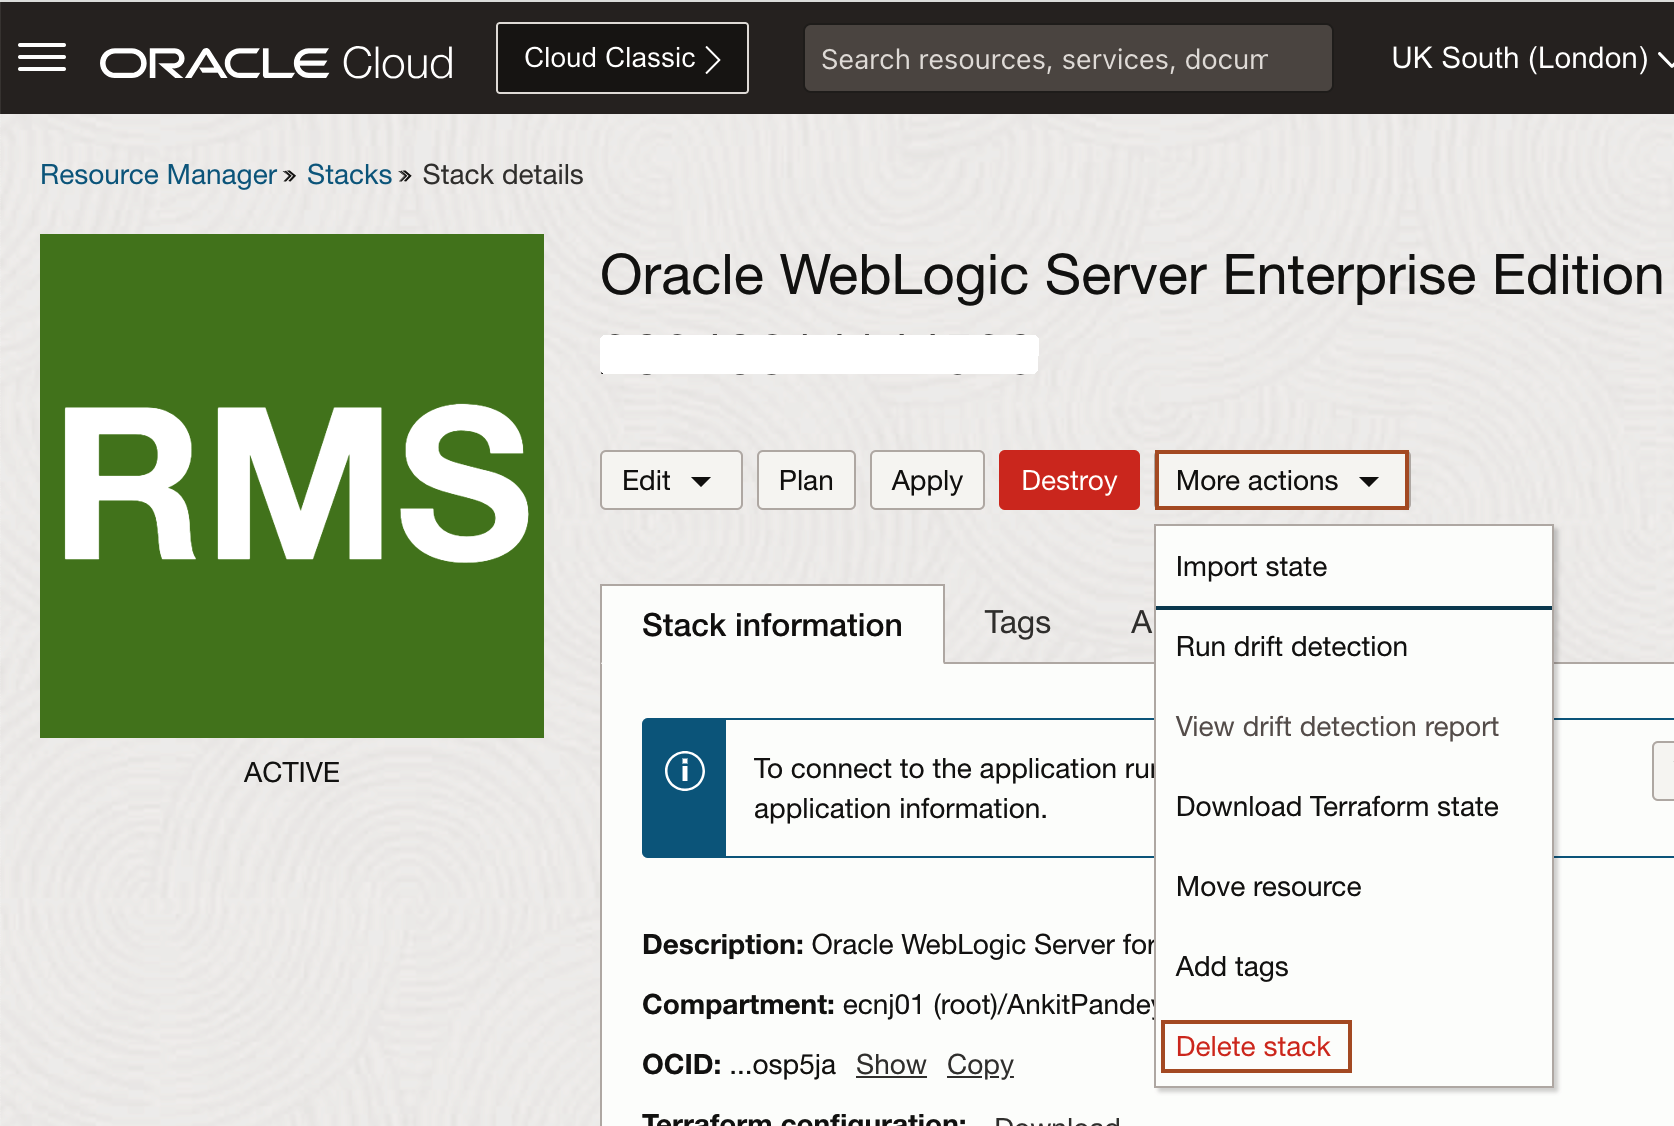 ORACLE Cloud
Cloud Classic
Search resources, services, docum
UK South (London)
Resource Manager » Stacks » Stack details
RMS
ACTIVE
Oracle WebLogic Server Enterprise Edition
Edit
Plan
Apply
Destroy
More actions
Import state
Run drift detection
View drift detection report
Download Terraform state
Move resource
Add tags
Delete stack
Stack information
Tags
A
To connect to the application
application information.
Description: Oracle WebLogic Server for
Compartment: ecnj01 (root)/AnkitPandey
OCID: ...osp5ja Show Copy
Terraform configuration: Download